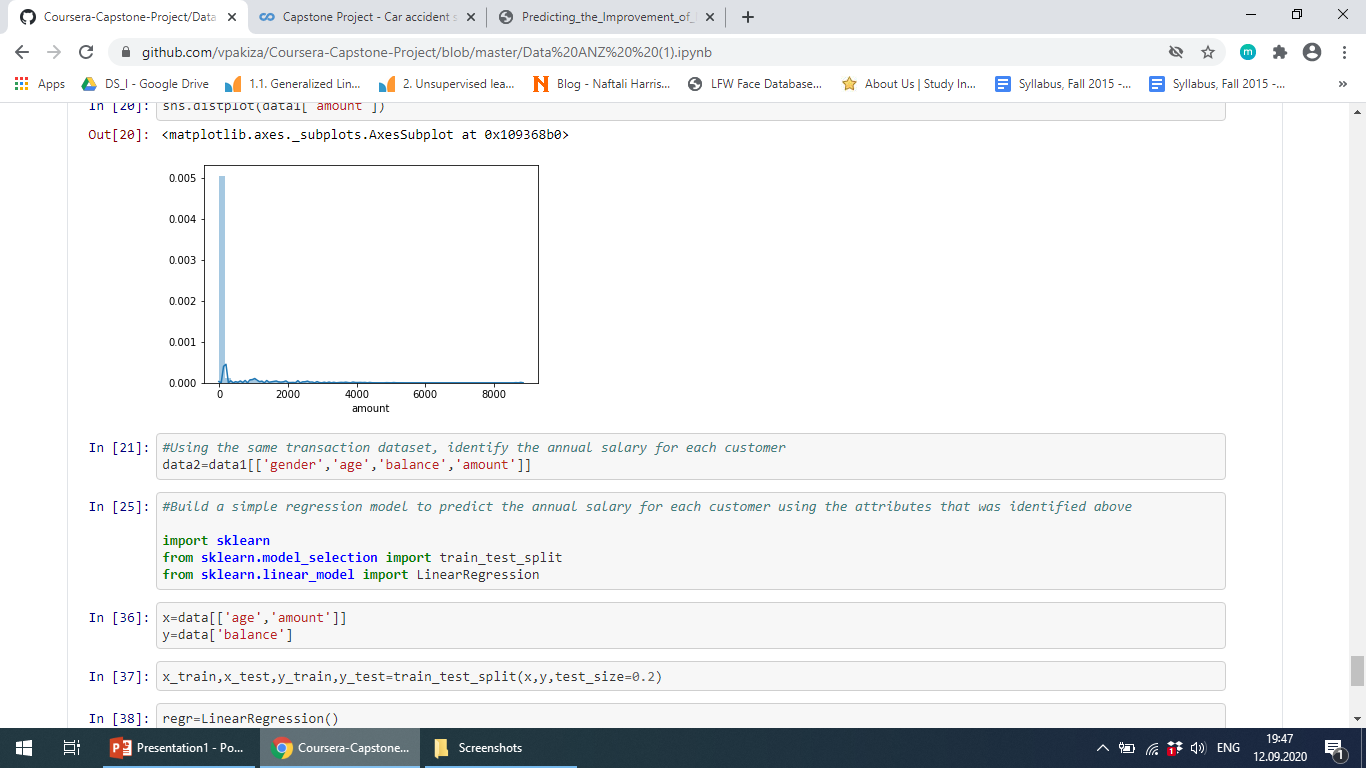 Coursera-Capstone-Project/Data
Capstone Project - Car accident s
Predicting_the_Improvement_of_
github.com/vpakiza/Coursera-Capstone-Project/blob/master/Data%20ANZ%20%20(1).ipynb
m
Apps
DS_I - Google Drive
1.1. Generalized Lin...
2. Unsupervised lea...
Blog - Naftali Harris...
LFW Face Database...
About Us | Study In...
Syllabus, Fall 2015 -...
Syllabus, Fall 2015 -...
»
In [20]: sns.distplot(data1['amount'])
Out[20]: <matplotlib.axes._subplots.AxesSubplot at 0x109368b0>
0.005
0.004
0.003
0.002
0.001
0.000
0 2000 4000 6000 8000
amount
In [21]: #Using the same transaction dataset, identify the annual salary for each customer
data2=data1[['gender','age','balance','amount']]
In [25]: #Build a simple regression model to predict the annual salary for each customer using the attributes that was identified above
import sklearn
from sklearn.model_selection import train_test_split
from sklearn.linear_model import LinearRegression
In [36]: x=data[['age','amount']]
y=data['balance']
In [37]: x_train,x_test,y_train,y_test=train_test_split(x,y,test_size=0.2)
In [38]: regr=LinearRegression()
Presentation1 - Po...
Coursera-Capstone...
Screenshots
1
ENG
19:47
12.09.2020
1